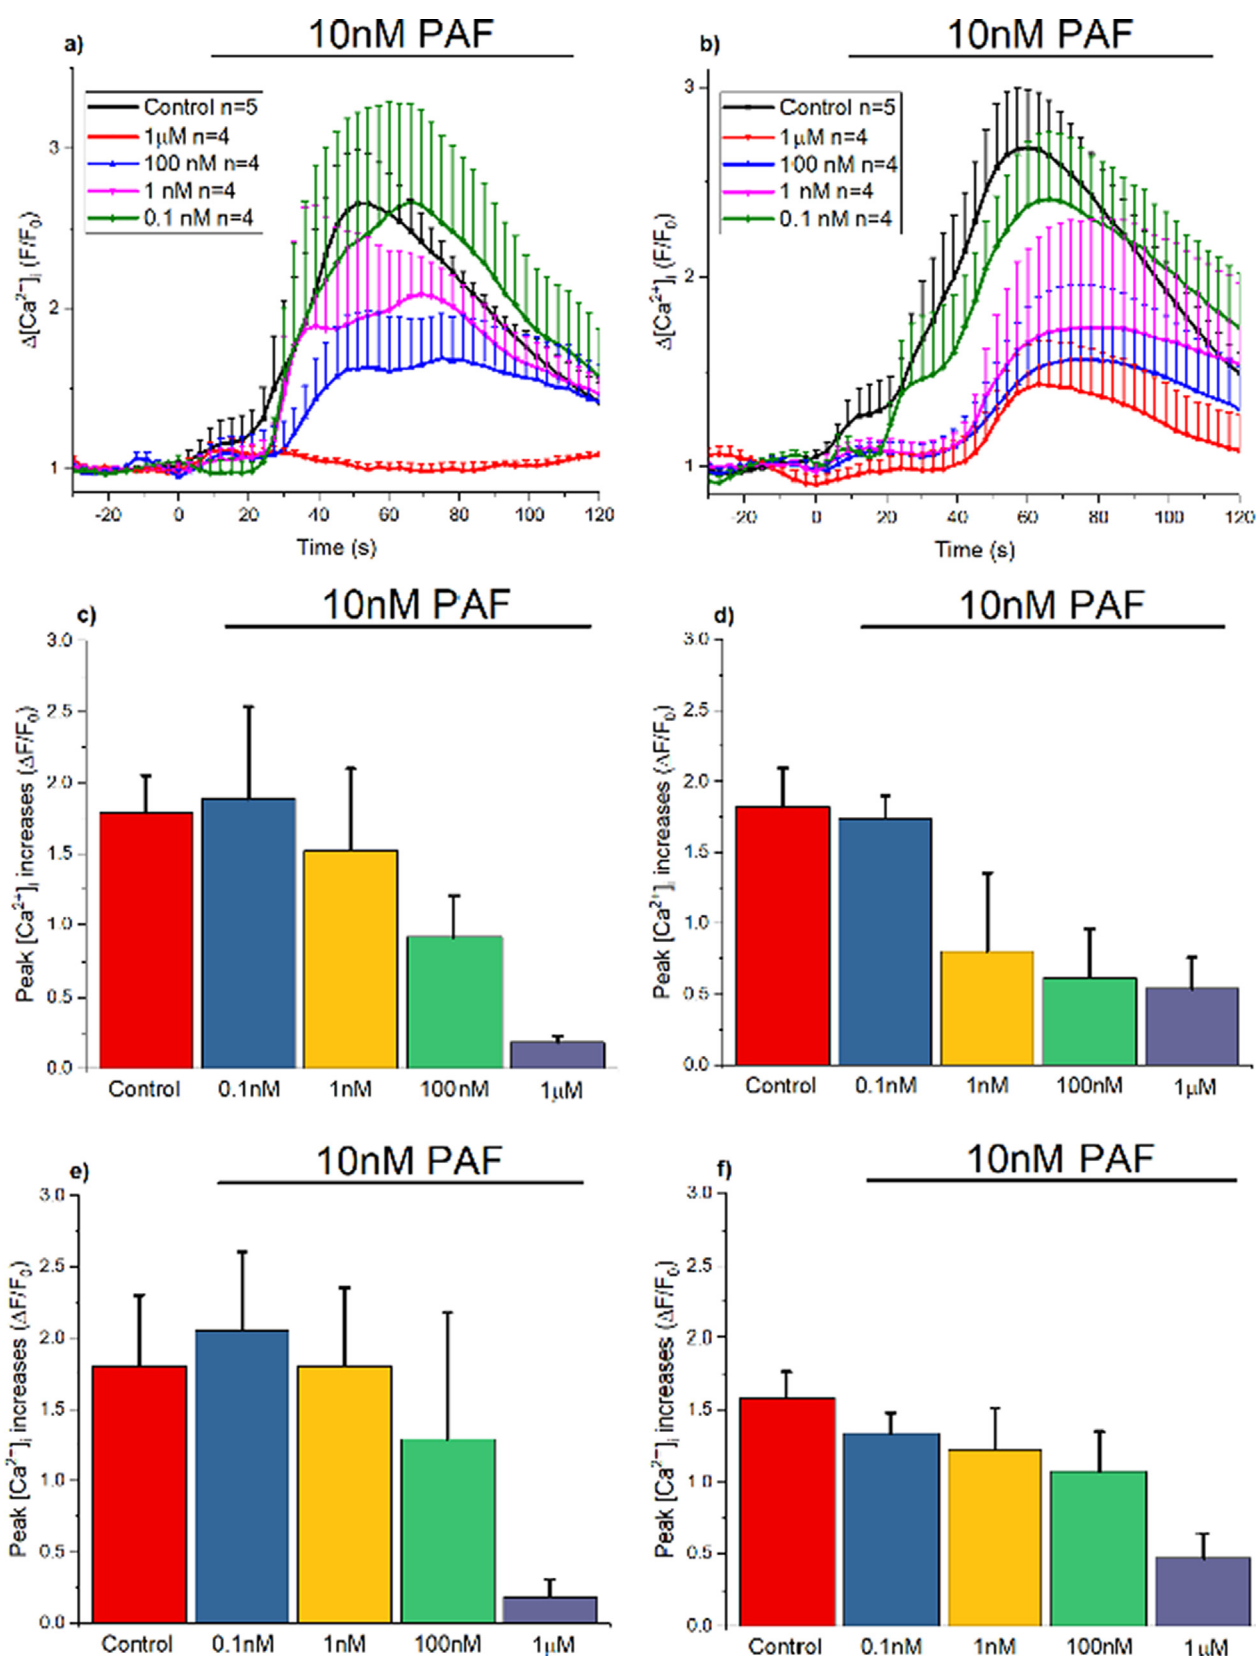 a)
10nM PAF
Control n=5
1μM n=4
100 nM n=4
1 nM n=4
0.1 nM n=4
Δ[Ca²⁻]ᵢ (F/F₀)
3
2
1
-20 0 20 40 60 80 100 120
Time (s)
b)
10nM PAF
Control n=5
1μM n=4
100 nM n=4
1 nM n=4
0.1 nM n=4
Δ[Ca²⁺]ᵢ (F/F₀)
3
2
1
-20 0 20 40 60 80 100 120
Time (s)
c)
10nM PAF
Peak [Ca²⁺]ᵢ increases (ΔF/F₀)
3.0
2.5
2.0
1.5
1.0
0.5
0.0
Control 0.1nM 1nM 100nM 1μM
d)
10nM PAF
Peak [Ca²⁺]ᵢ increases (ΔF/F₀)
3.0
2.5
2.0
1.5
1.0
0.5
0.0
Control 0.1nM 1nM 100nM 1μM
e)
10nM PAF
Peak [Ca²⁻]ᵢ increases (ΔF/F₀)
3.0
2.5
2.0
1.5
1.0
0.5
0.0
Control 0.1nM 1nM 100nM 1μM
f)
10nM PAF
Peak [Ca²⁻]ᵢ increases (ΔF/F₀)
3.0
2.5
2.0
1.5
1.0
0.5
0.0
Control 0.1nM 1nM 100nM 1μM